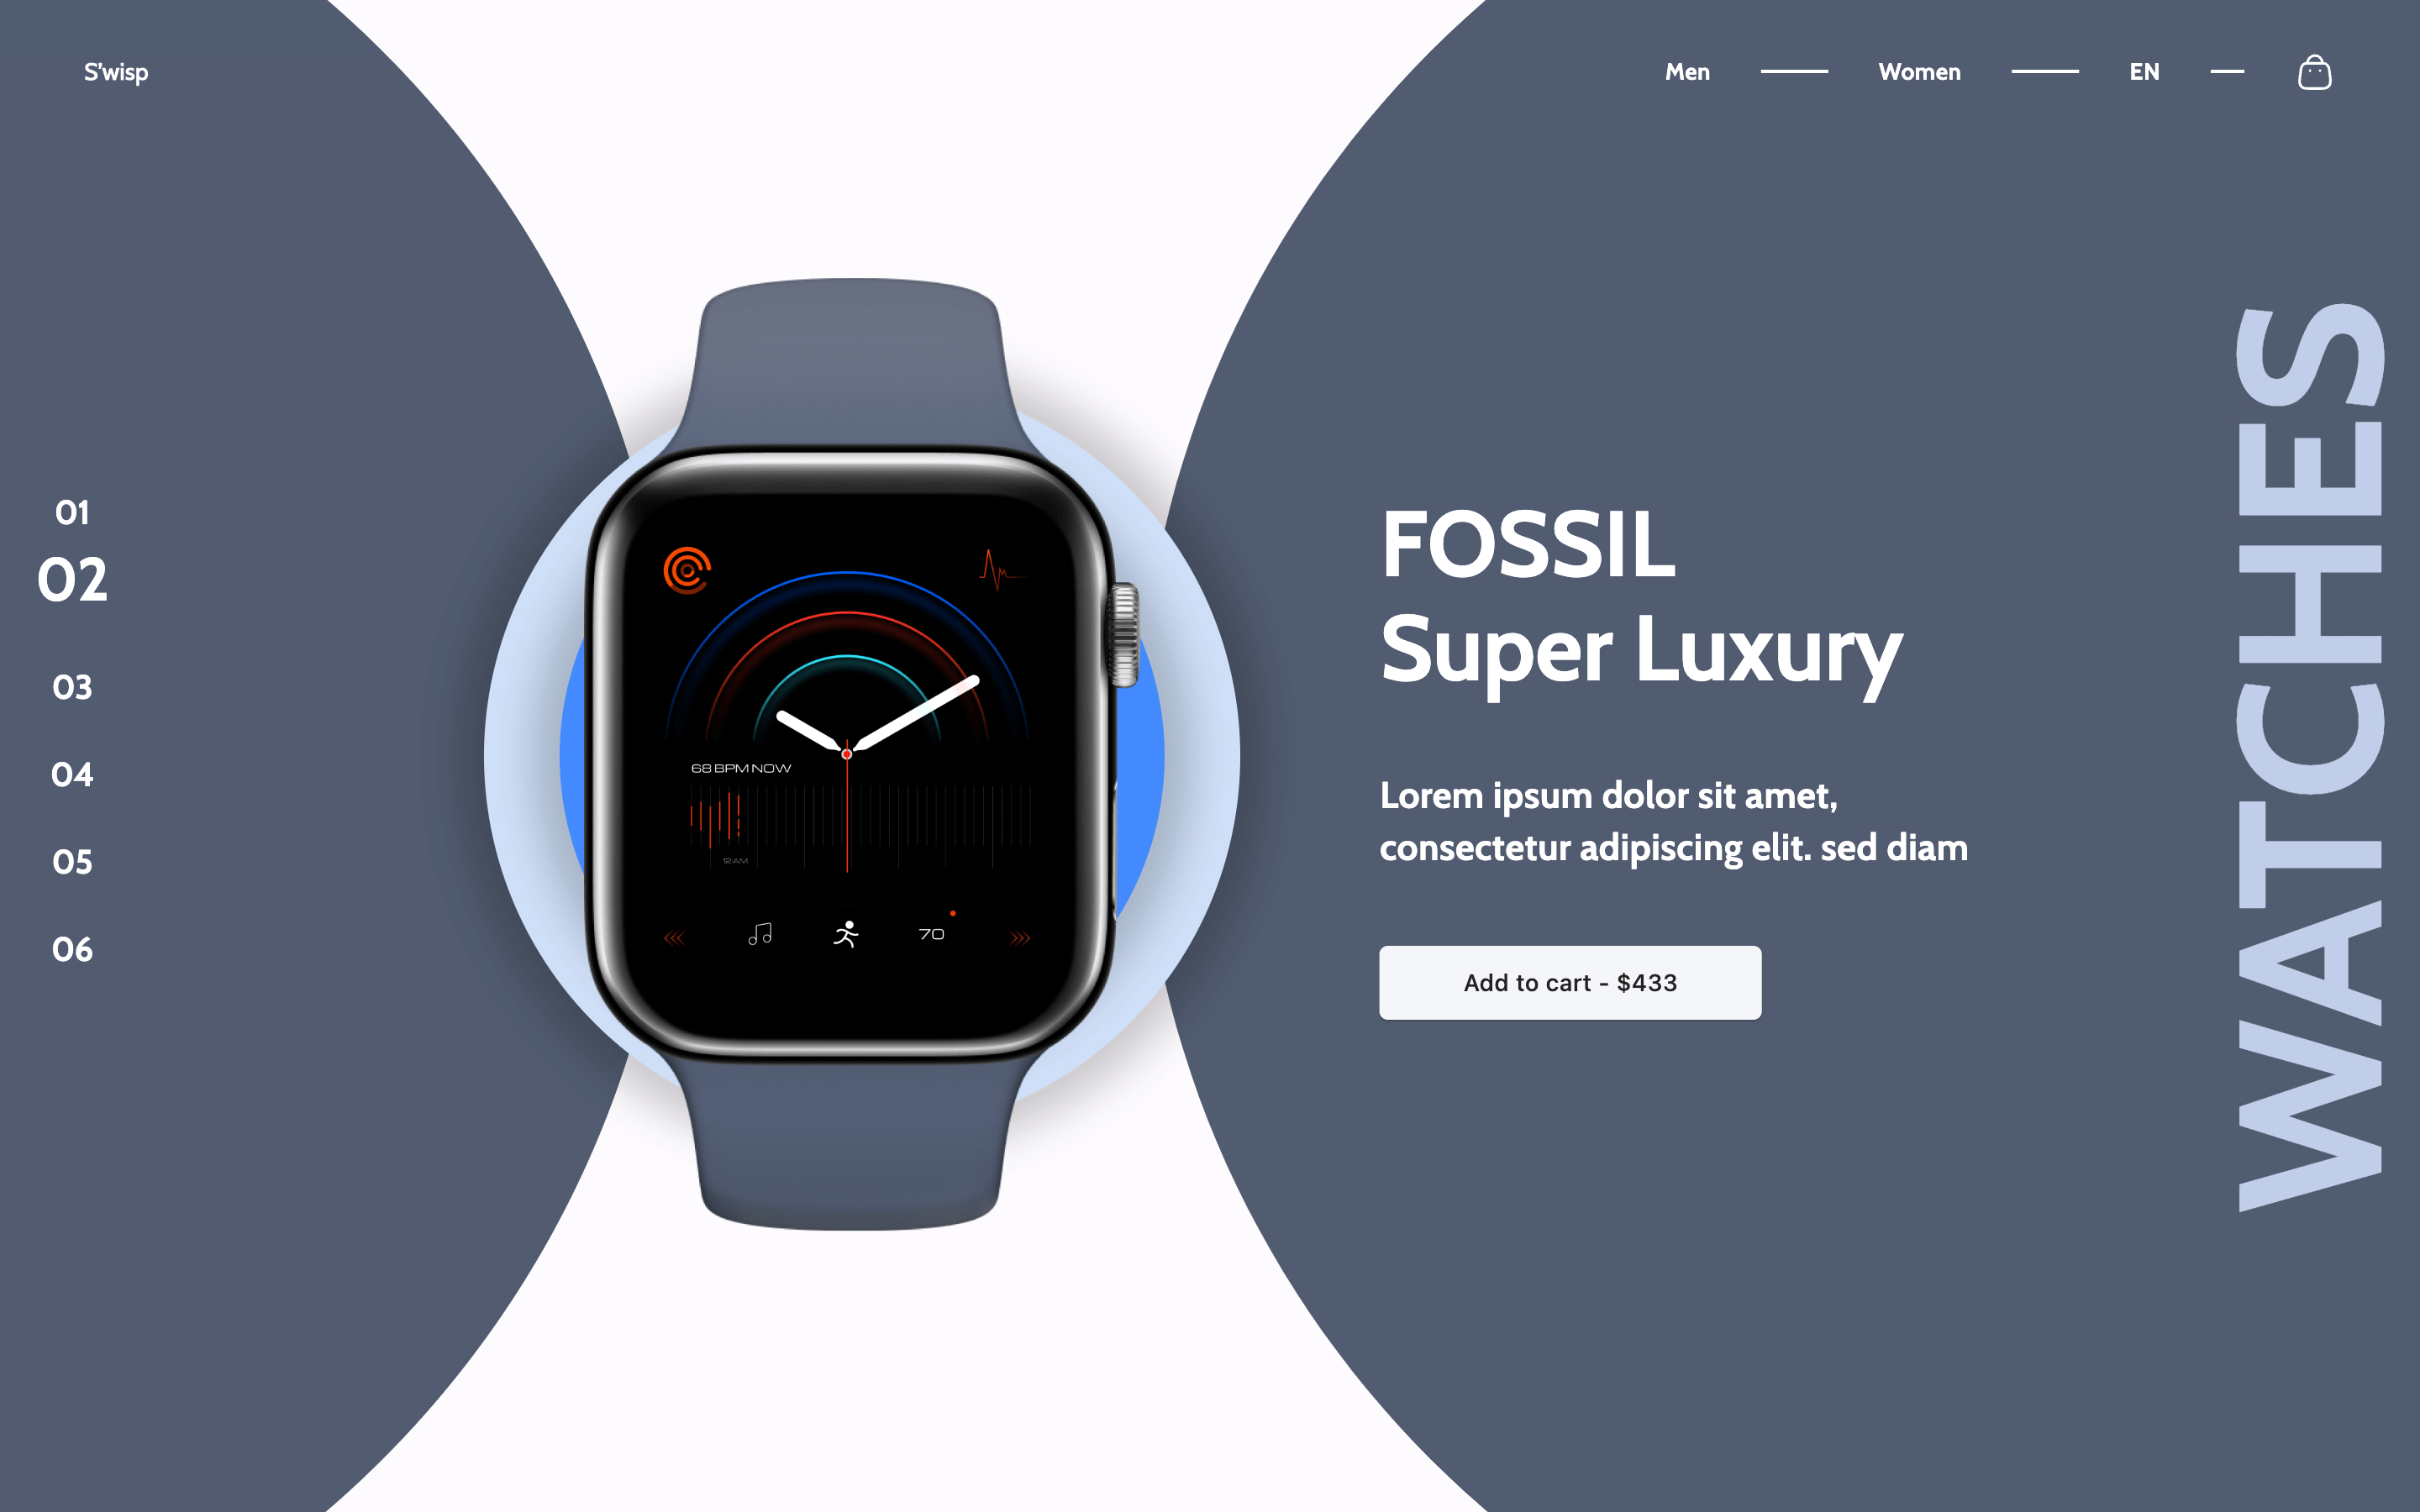 S'wisp
Men
Women
EN
01
02
03
04
05
06
68 BPM NOW
12 AM
70
FOSSIL
Super Luxury
Lorem ipsum dolor sit amet,
consectetur adipiscing elit. sed diam
Add to cart - $433
WATCHES